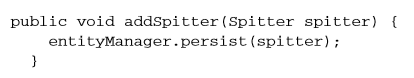 public void addSpitter(Spitter spitter) {
    entityManager.persist(spitter);
  }